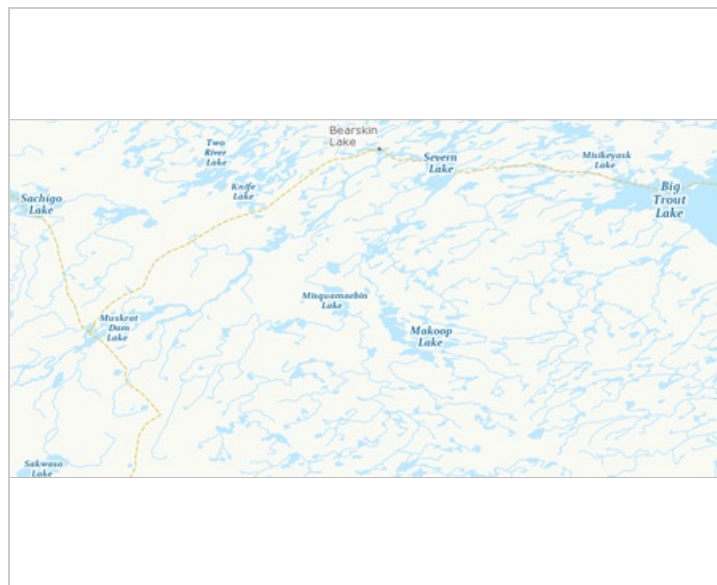 Bearskin
Lake
Two
River
Lake
Severn
Lake
Misikeyask
Lake
Knife
Lake
Big
Trout
Lake
Sachigo
Lake
Misquamaebin
Lake
Muskrat
Dam
Lake
Makoop
Lake
Sakwaso
Lake